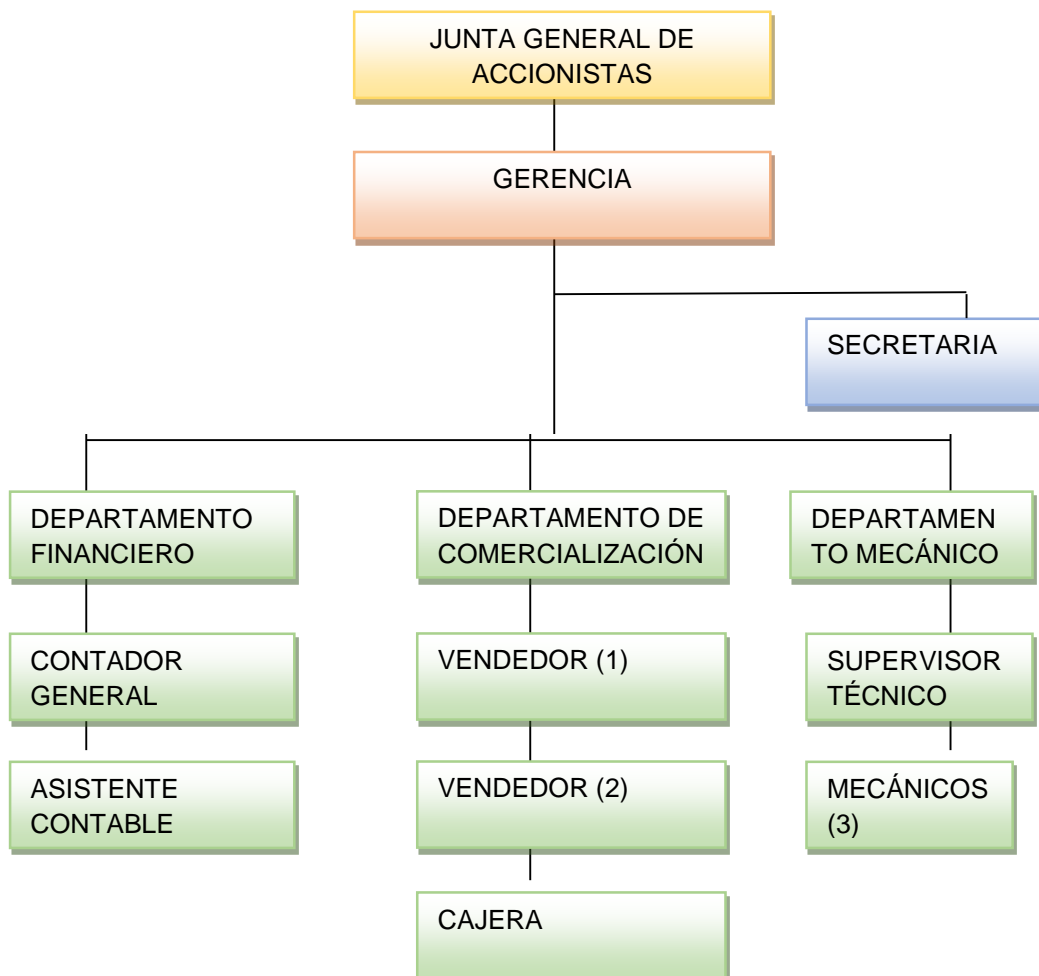 JUNTA GENERAL DE
ACCIONISTAS
GERENCIA
SECRETARIA
DEPARTAMENTO
FINANCIERO
DEPARTAMENTO DE
COMERCIALIZACIÓN
DEPARTAMEN
TO MECÁNICO
CONTADOR
GENERAL
VENDEDOR (1)
SUPERVISOR
TÉCNICO
ASISTENTE
CONTABLE
VENDEDOR (2)
MECÁNICOS
(3)
CAJERA